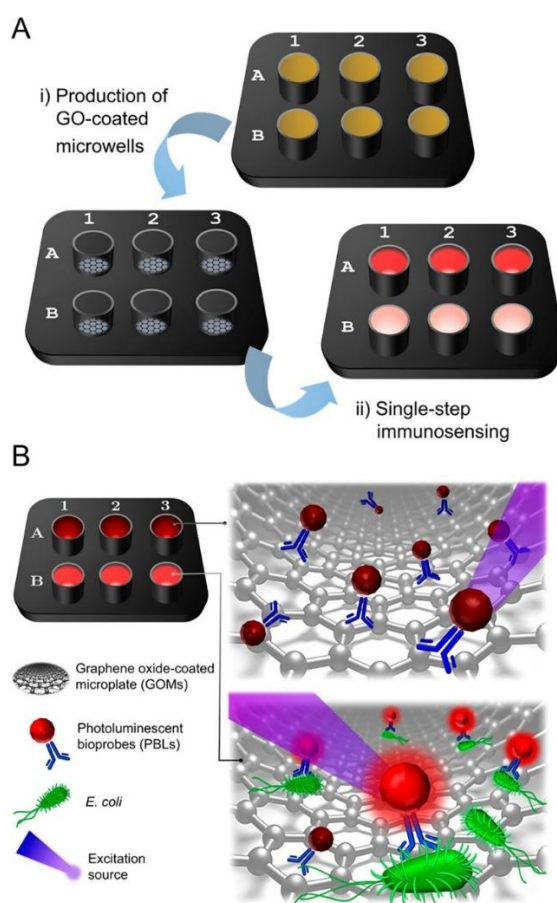 A
1 2 3
A
B
i) Production of
GO-coated
microwells
1 2 3
A
B
1 2 3
A
B
ii) Single-step
immunosensing
B
1 2 3
A
B
Graphene oxide-coated
microplate (GOMs)
Photoluminescent
bioprobes (PBLs)
E. coli
Excitation
source